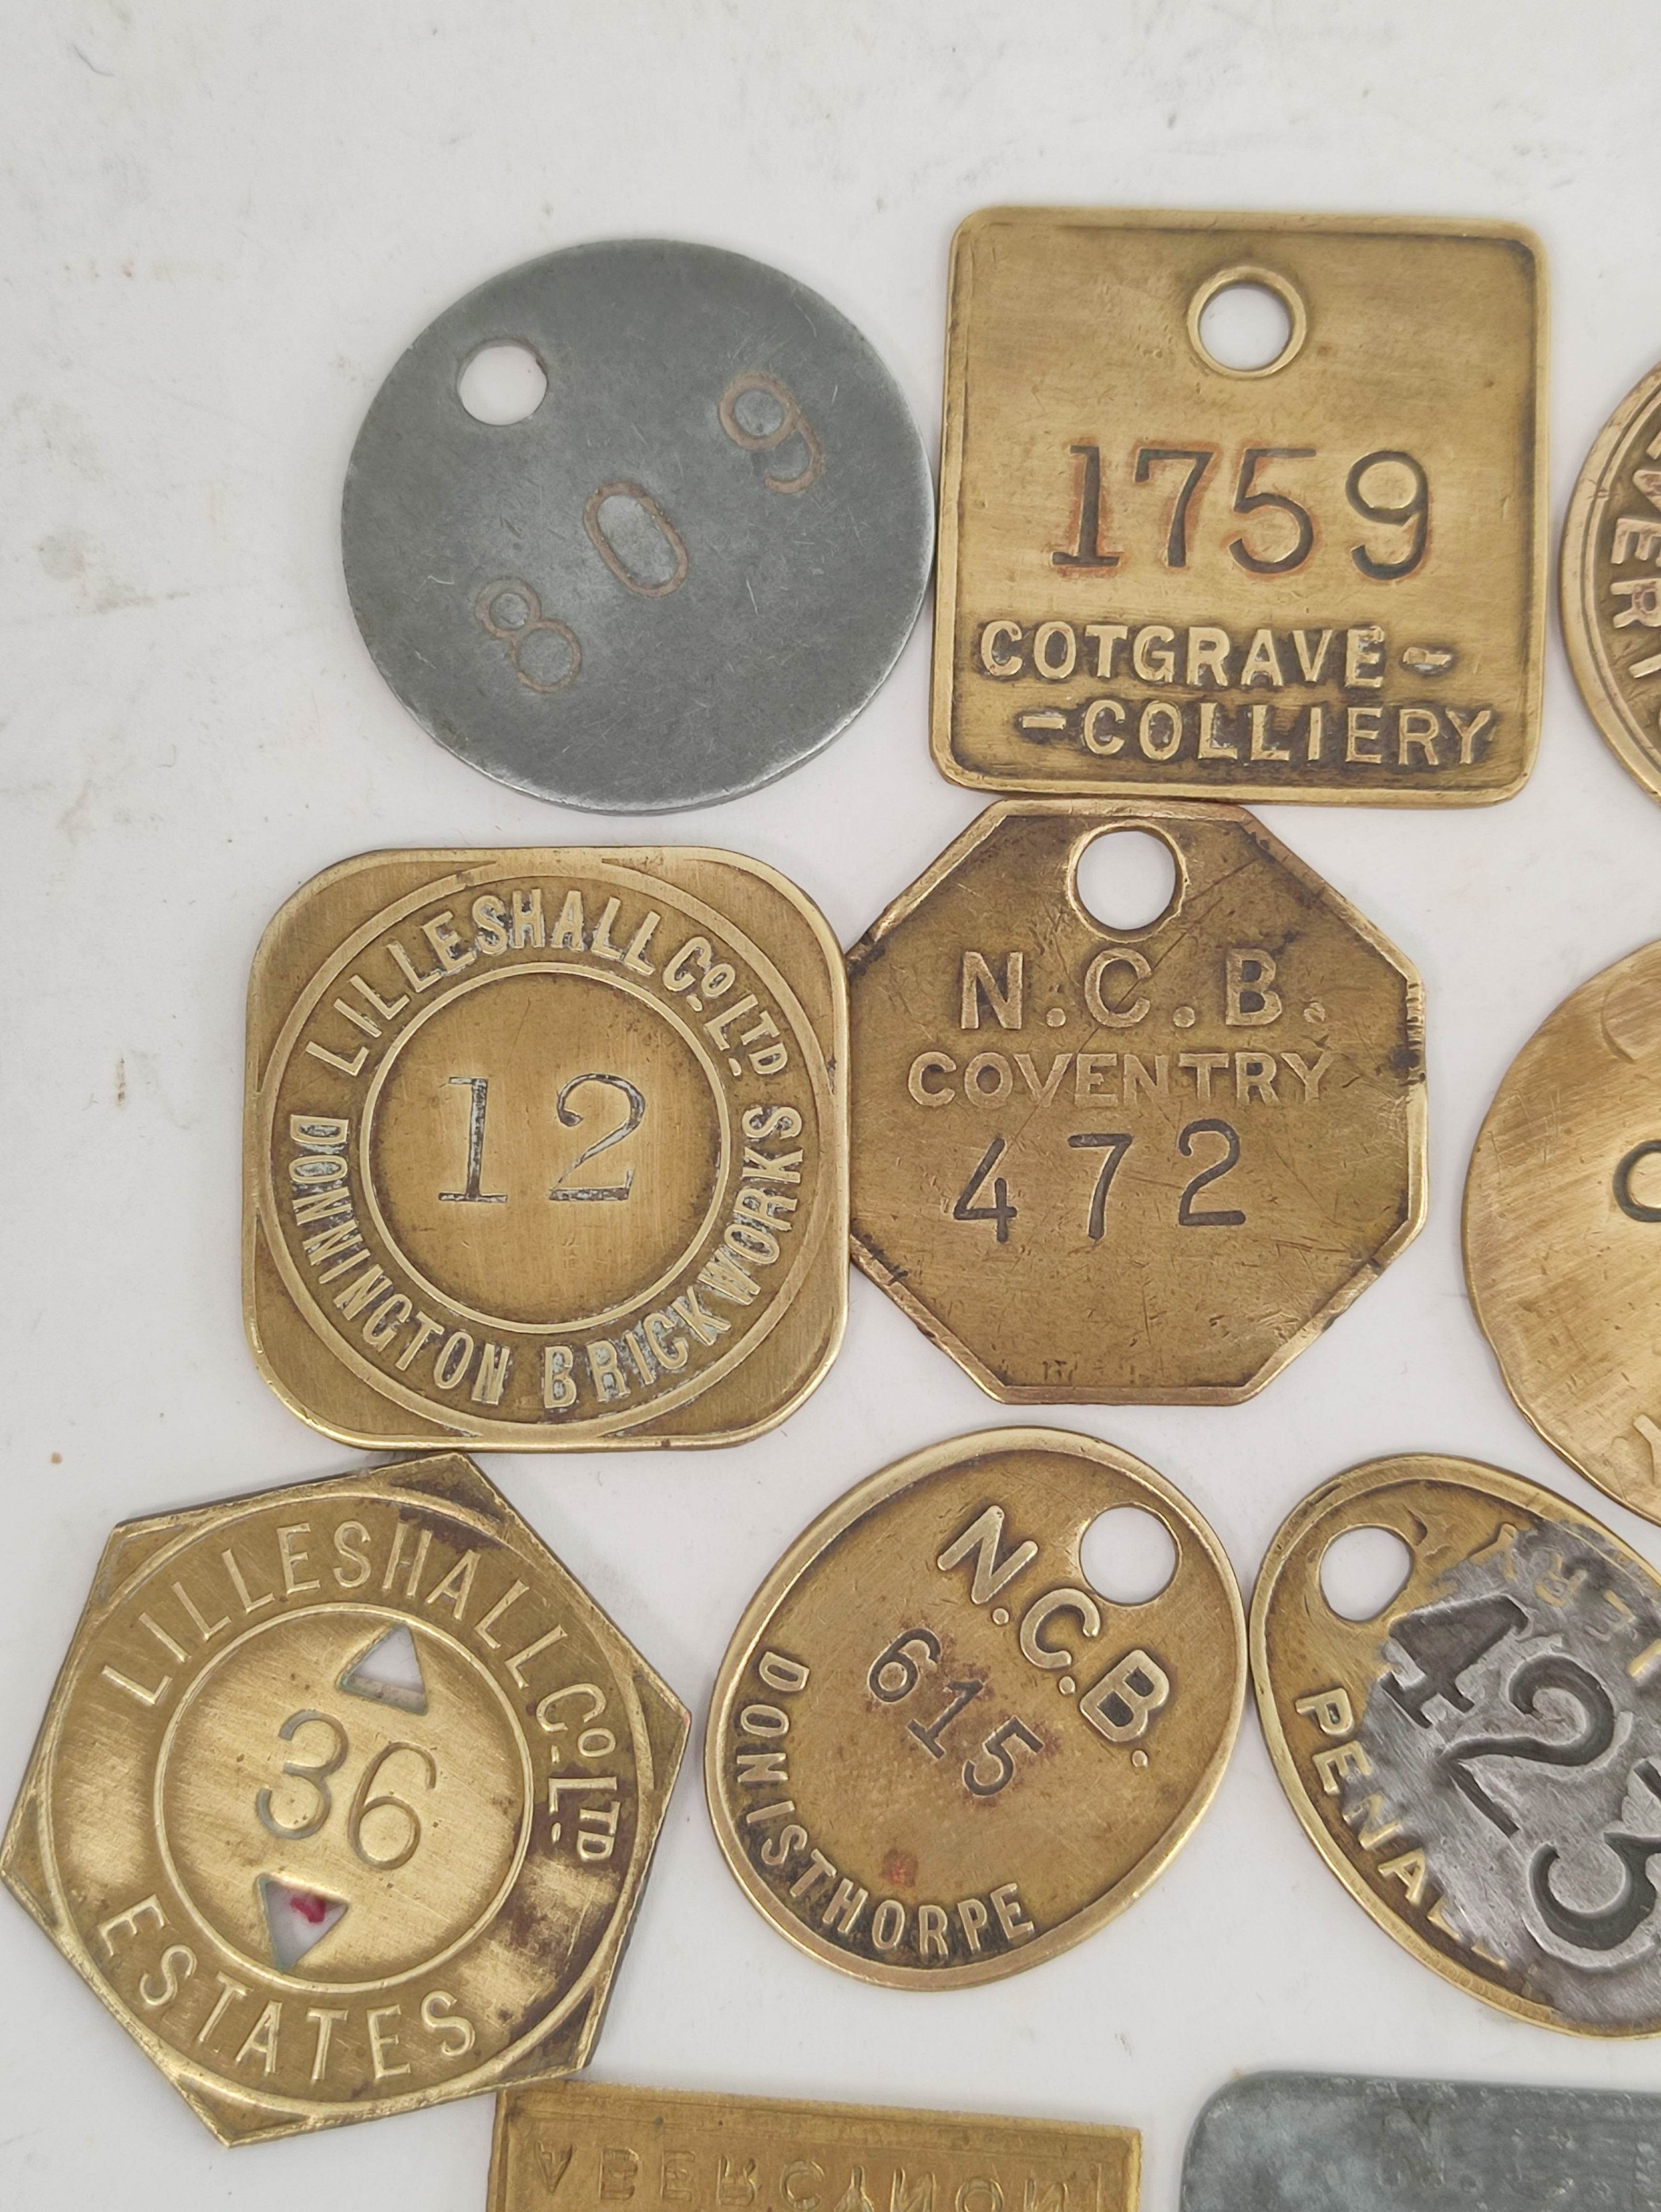 809
1759
COTGRAVE-
-COLLIERY
LILLESHALL Co. LTD.
12
DONNINGTON BRICKWORKS
N.C.B.
COVENTRY
472
LILLESHALL Co. LTD.
36
ESTATES
N.C.B.
615
DONISTHORPE
423